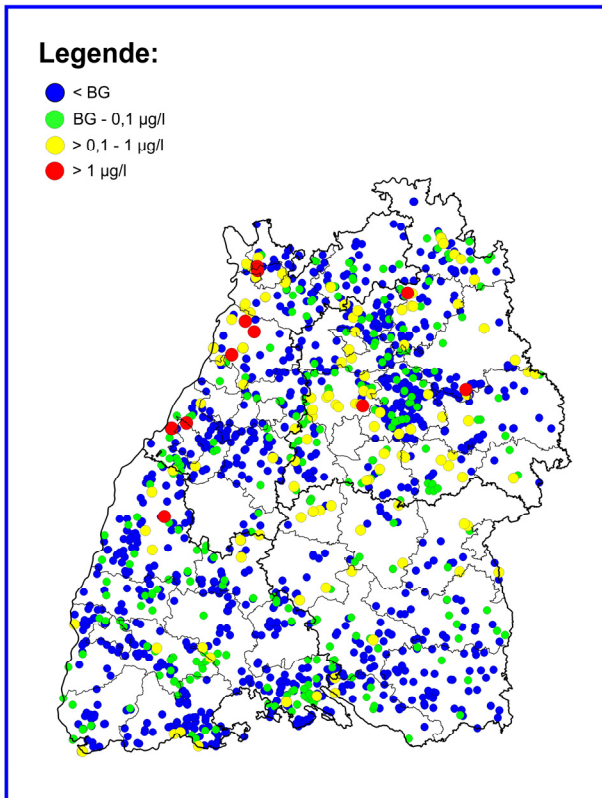 Legende:
< BG
BG - 0,1 µg/l
> 0,1 - 1 µg/l
> 1 µg/l